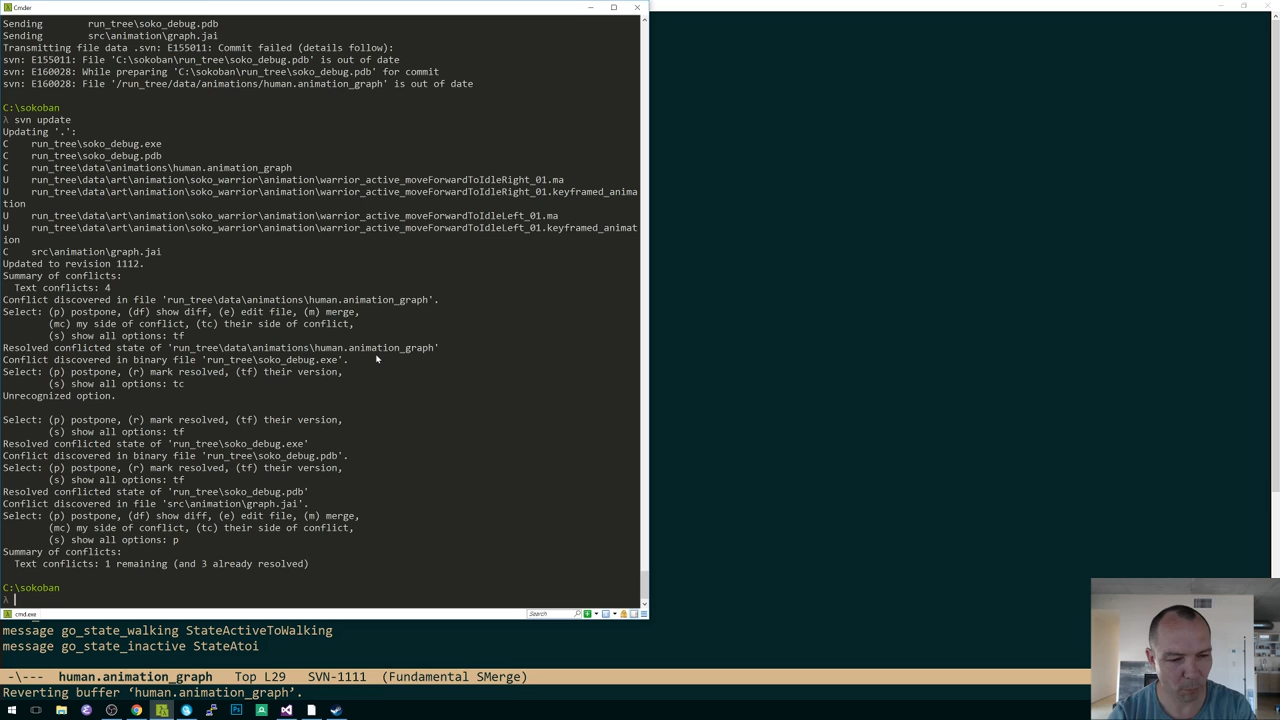 Cmder
Sending        run_tree\soko_debug.pdb
Sending        src\animation\graph.jai
Transmitting file data .svn: E155011: Commit failed (details follow):
svn: E155011: File 'C:\sokoban\run_tree\soko_debug.pdb' is out of date
svn: E160028: While preparing 'C:\sokoban\run_tree\soko_debug.pdb' for commit
svn: E160028: File '/run_tree/data/animations/human.animation_graph' is out of date
C:\sokoban
λ svn update
Updating '.':
C    run_tree\soko_debug.exe
C    run_tree\soko_debug.pdb
C    run_tree\data\animations\human.animation_graph
U    run_tree\data\art\animation\soko_warrior\animation\warrior_active_moveForwardToIdleRight_01.ma
U    run_tree\data\art\animation\soko_warrior\animation\warrior_active_moveForwardToIdleRight_01.keyframed_anima
tion
U    run_tree\data\art\animation\soko_warrior\animation\warrior_active_moveForwardToIdleLeft_01.ma
U    run_tree\data\art\animation\soko_warrior\animation\warrior_active_moveForwardToIdleLeft_01.keyframed_animat
ion
C    src\animation\graph.jai
Updated to revision 1112.
Summary of conflicts:
  Text conflicts: 4
Conflict discovered in file 'run_tree\data\animations\human.animation_graph'.
Select: (p) postpone, (df) show diff, (e) edit file, (m) merge,
        (mc) my side of conflict, (tc) their side of conflict,
        (s) show all options: tf
Resolved conflicted state of 'run_tree\data\animations\human.animation_graph'
Conflict discovered in binary file 'run_tree\soko_debug.exe'.
Select: (p) postpone, (r) mark resolved, (tf) their version,
        (s) show all options: tc
Unrecognized option.
Select: (p) postpone, (r) mark resolved, (tf) their version,
        (s) show all options: tf
Resolved conflicted state of 'run_tree\soko_debug.exe'
Conflict discovered in binary file 'run_tree\soko_debug.pdb'.
Select: (p) postpone, (r) mark resolved, (tf) their version,
        (s) show all options: tf
Resolved conflicted state of 'run_tree\soko_debug.pdb'
Conflict discovered in file 'src\animation\graph.jai'.
Select: (p) postpone, (df) show diff, (e) edit file, (m) merge,
        (mc) my side of conflict, (tc) their side of conflict,
        (s) show all options: p
Summary of conflicts:
  Text conflicts: 1 remaining (and 3 already resolved)
C:\sokoban
λ
cmd.exe
Search
message go_state_walking StateActiveToWalking
message go_state_inactive StateAtoi
-\---  human.animation_graph   Top L29   SVN-1111  (Fundamental SMerge)
Reverting buffer ‘human.animation_graph’.